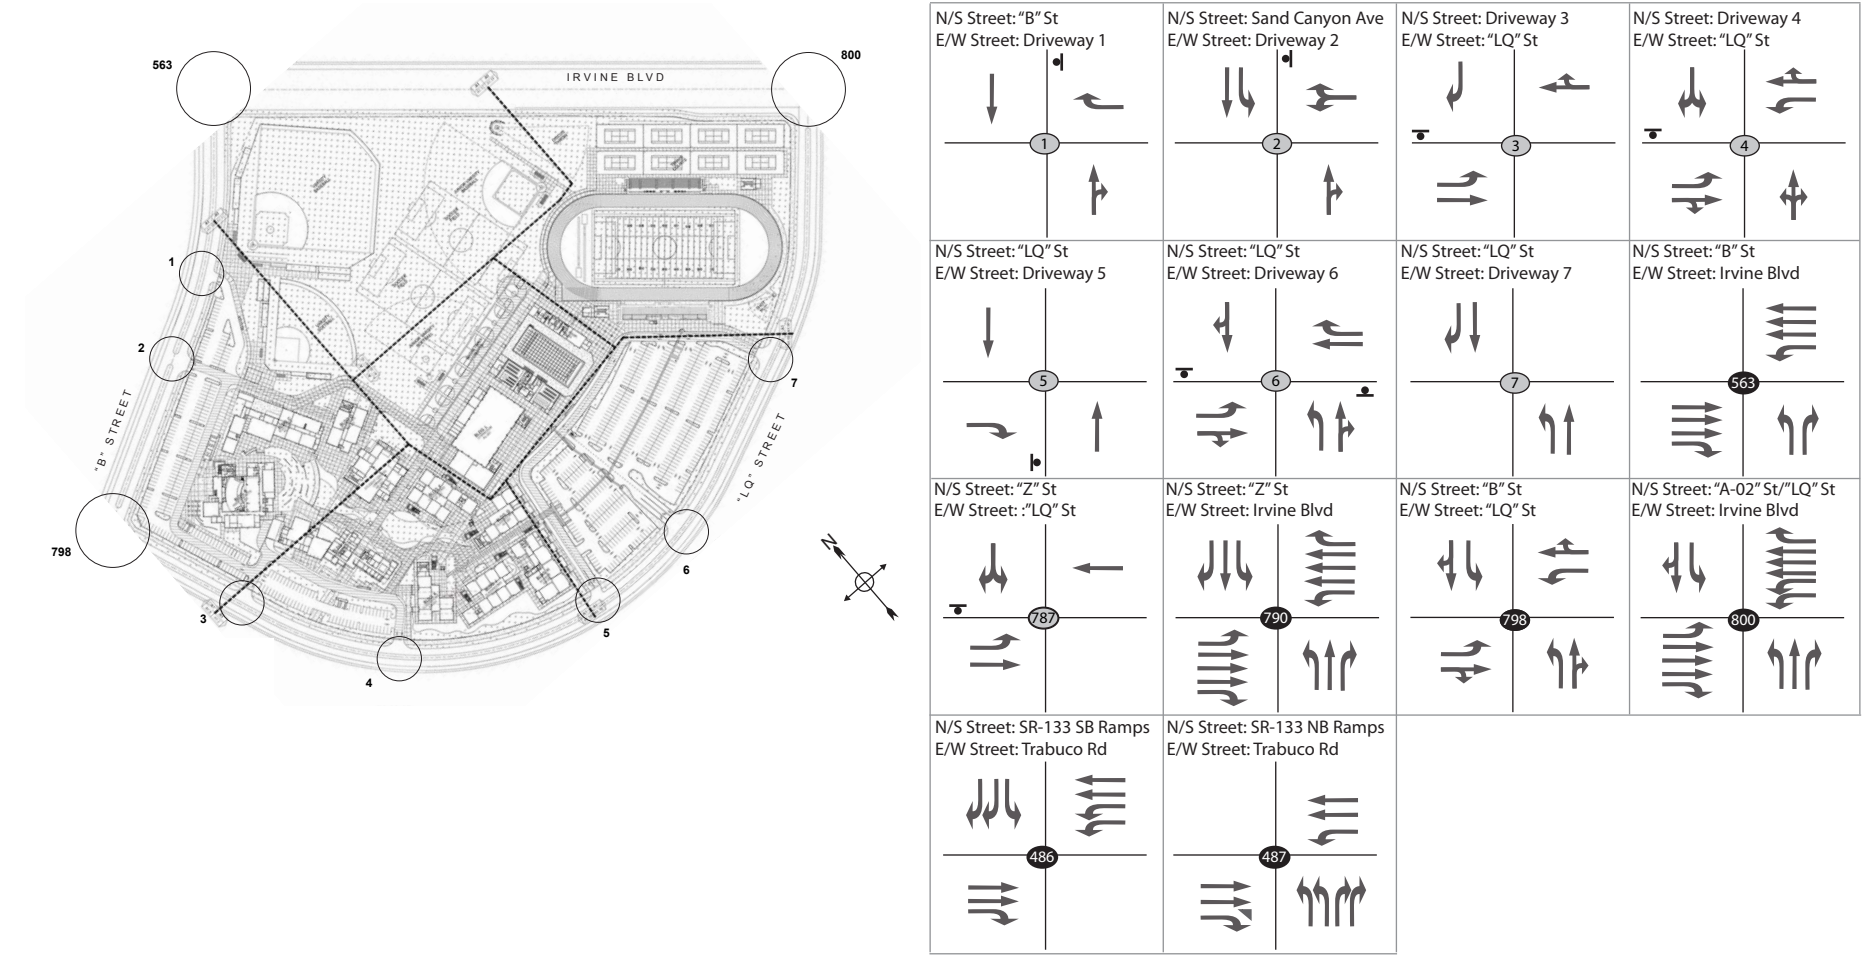 563
800
IRVINE BLVD
1
2
7
"B" STREET
"LQ" STREET
798
N
6
3
5
4
N/S Street: “B” St
E/W Street: Driveway 1
1
N/S Street: Sand Canyon Ave
E/W Street: Driveway 2
2
N/S Street: Driveway 3
E/W Street: “LQ” St
3
N/S Street: Driveway 4
E/W Street: “LQ” St
4
N/S Street: “LQ” St
E/W Street: Driveway 5
5
N/S Street: “LQ” St
E/W Street: Driveway 6
6
N/S Street: “LQ” St
E/W Street: Driveway 7
7
N/S Street: “B” St
E/W Street: Irvine Blvd
563
N/S Street: “Z” St
E/W Street: :”LQ” St
787
N/S Street: “Z” St
E/W Street: Irvine Blvd
790
N/S Street: “B” St
E/W Street: “LQ” St
798
N/S Street: “A-02” St/”LQ” St
E/W Street: Irvine Blvd
800
N/S Street: SR-133 SB Ramps
E/W Street: Trabuco Rd
486
N/S Street: SR-133 NB Ramps
E/W Street: Trabuco Rd
487